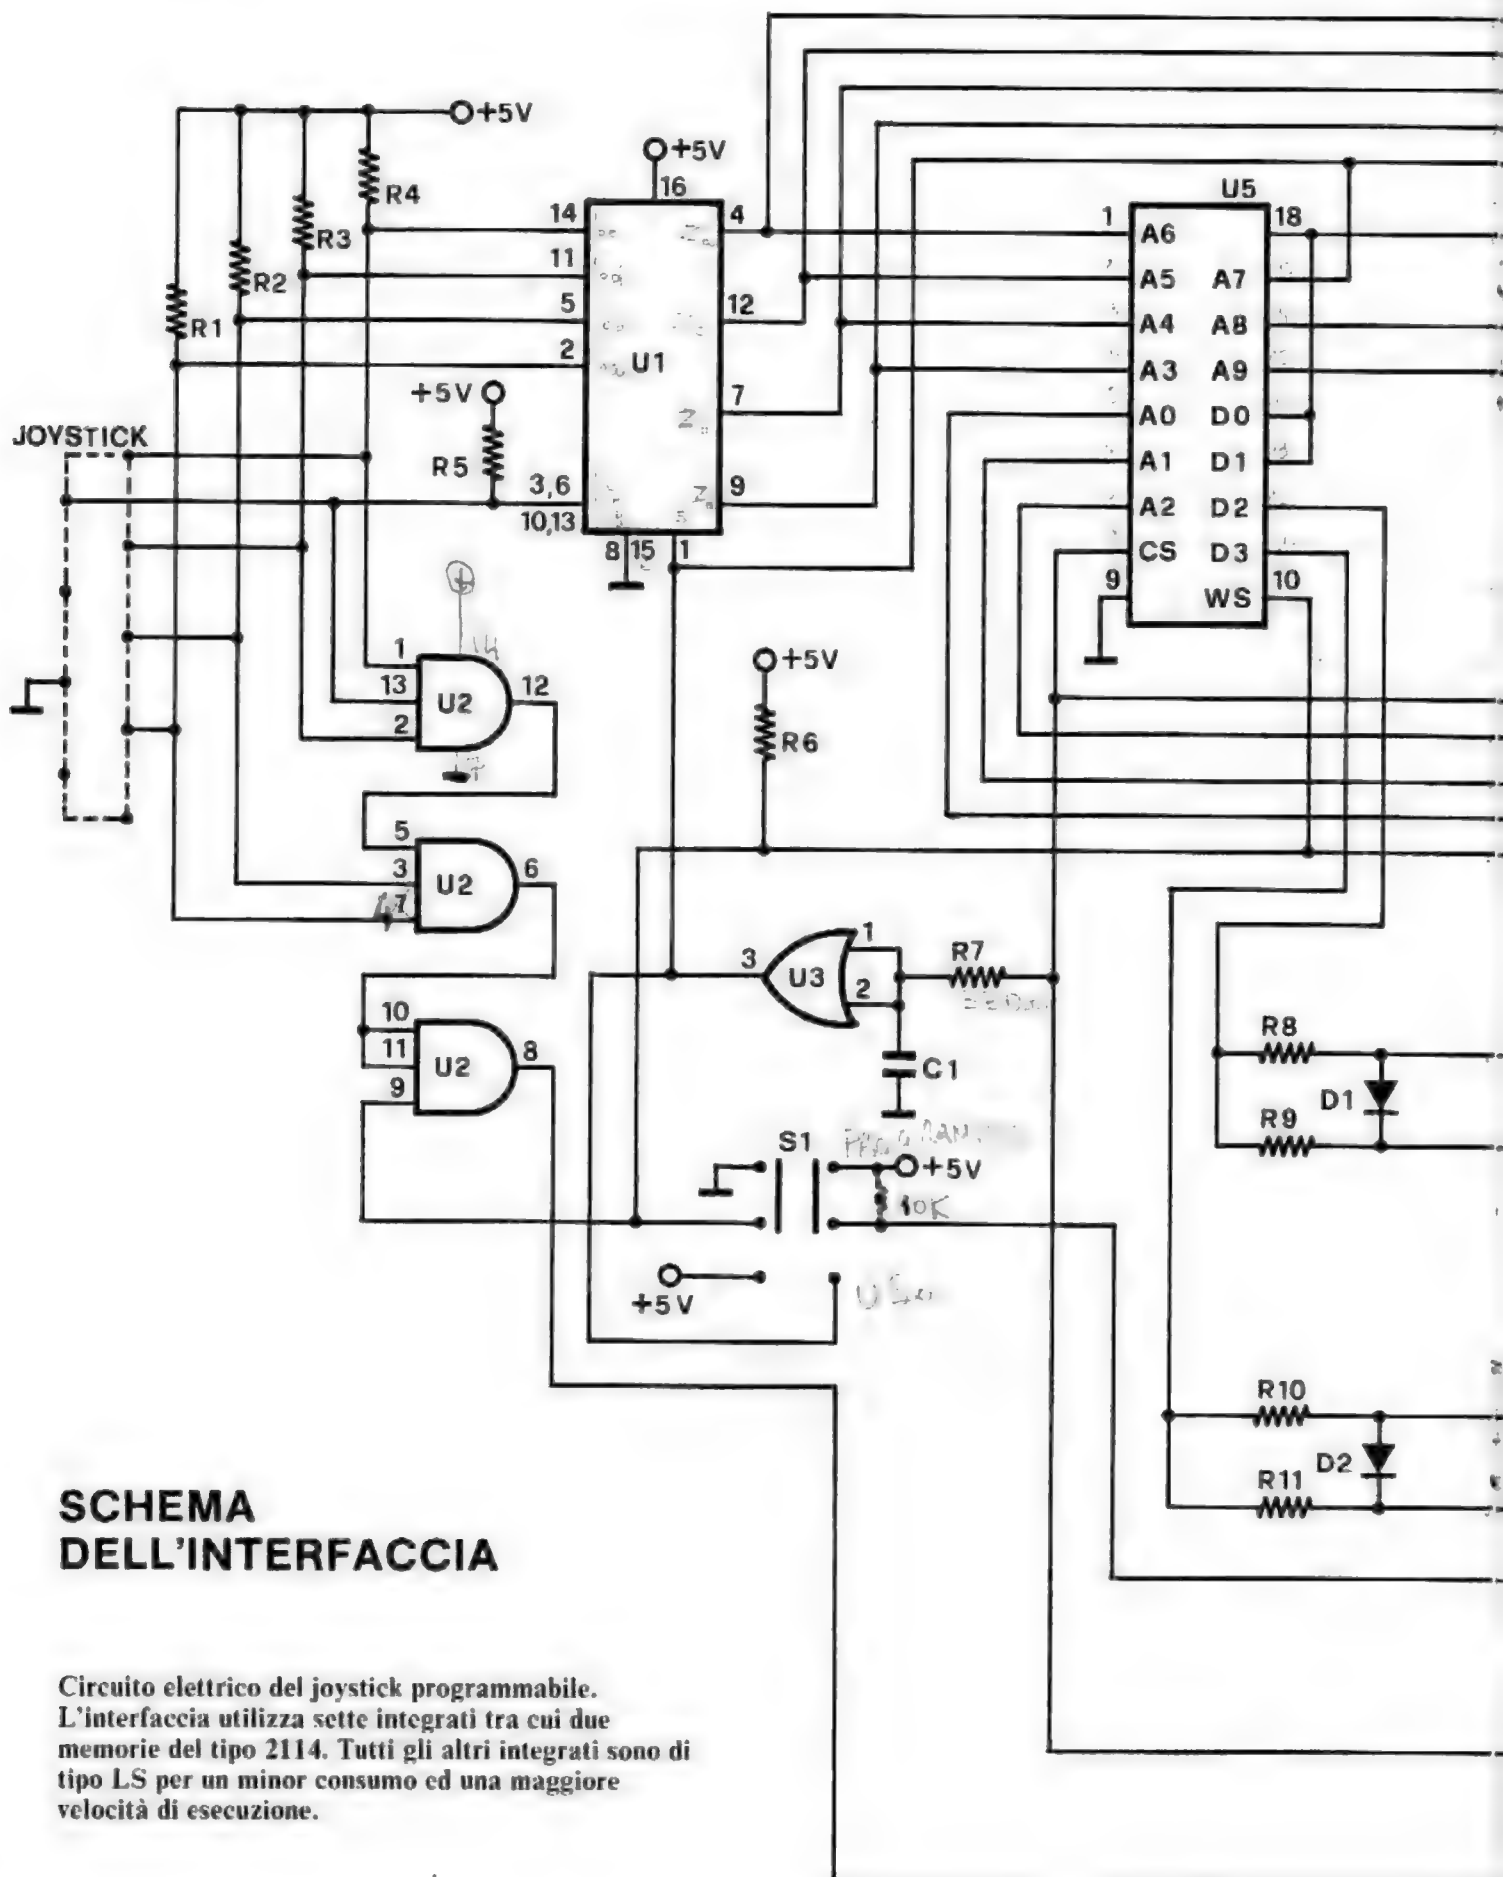 +5V
+5V
16
R4
R3
R2
R1
14
11
5
2
U1
4
12
7
9
+5V
R5
3,6
10,13
8
15
1
JOYSTICK
U5
1
18
A6
A5
A7
A4
A8
A3
A9
A0
D0
A1
D1
A2
D2
CS
D3
9
10
WS
14
1
13
2
U2
12
7
+5V
R6
5
3
7
U2
6
10
11
9
U2
8
3
U3
1
2
R7
C1
S1
+5V
10K
+5V
R8
D1
R9
R10
D2
R11
SCHEMA
DELL'INTERFACCIA
Circuito elettrico del joystick programmabile.
L'interfaccia utilizza sette integrati tra cui due
memorie del tipo 2114. Tutti gli altri integrati sono di
tipo LS per un minor consumo ed una maggiore
velocità di esecuzione.